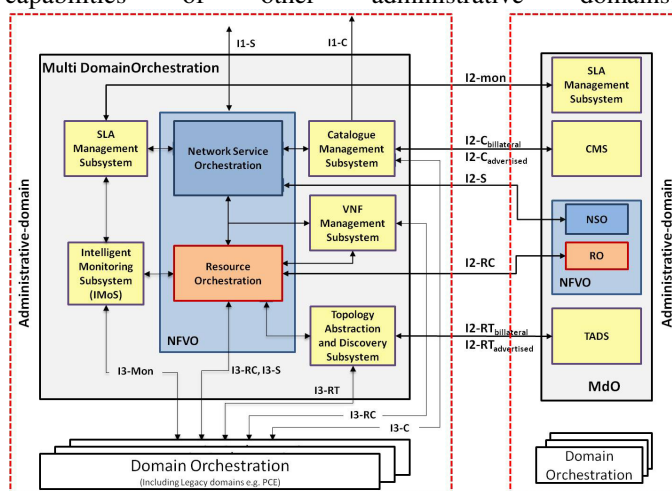 capabilities of other administrative domains
I1-S
I1-C
Multi DomainOrchestration
Administrative-domain
SLA
Management
Subsystem
Network Service
Orchestration
Catalogue
Management
Subsystem
VNF
Management
Subsystem
Intelligent
Monitoring
Subsystem
(IMoS)
Resource
Orchestration
Topology
Abstraction
and Discovery
Subsystem
NFVO
I3-Mon
I3-RC, I3-S
I3-RT
I3-RC
I3-C
Domain Orchestration
(Including Legacy domains e.g. PCE)
I2-mon
I2-Cbillateral
I2-Cadvertised
I2-S
I2-RC
I2-RTbillateral
I2-RTadvertised
SLA
Management
Subsystem
CMS
NSO
RO
NFVO
TADS
MdO
Administrative-domain
Domain
Orchestration